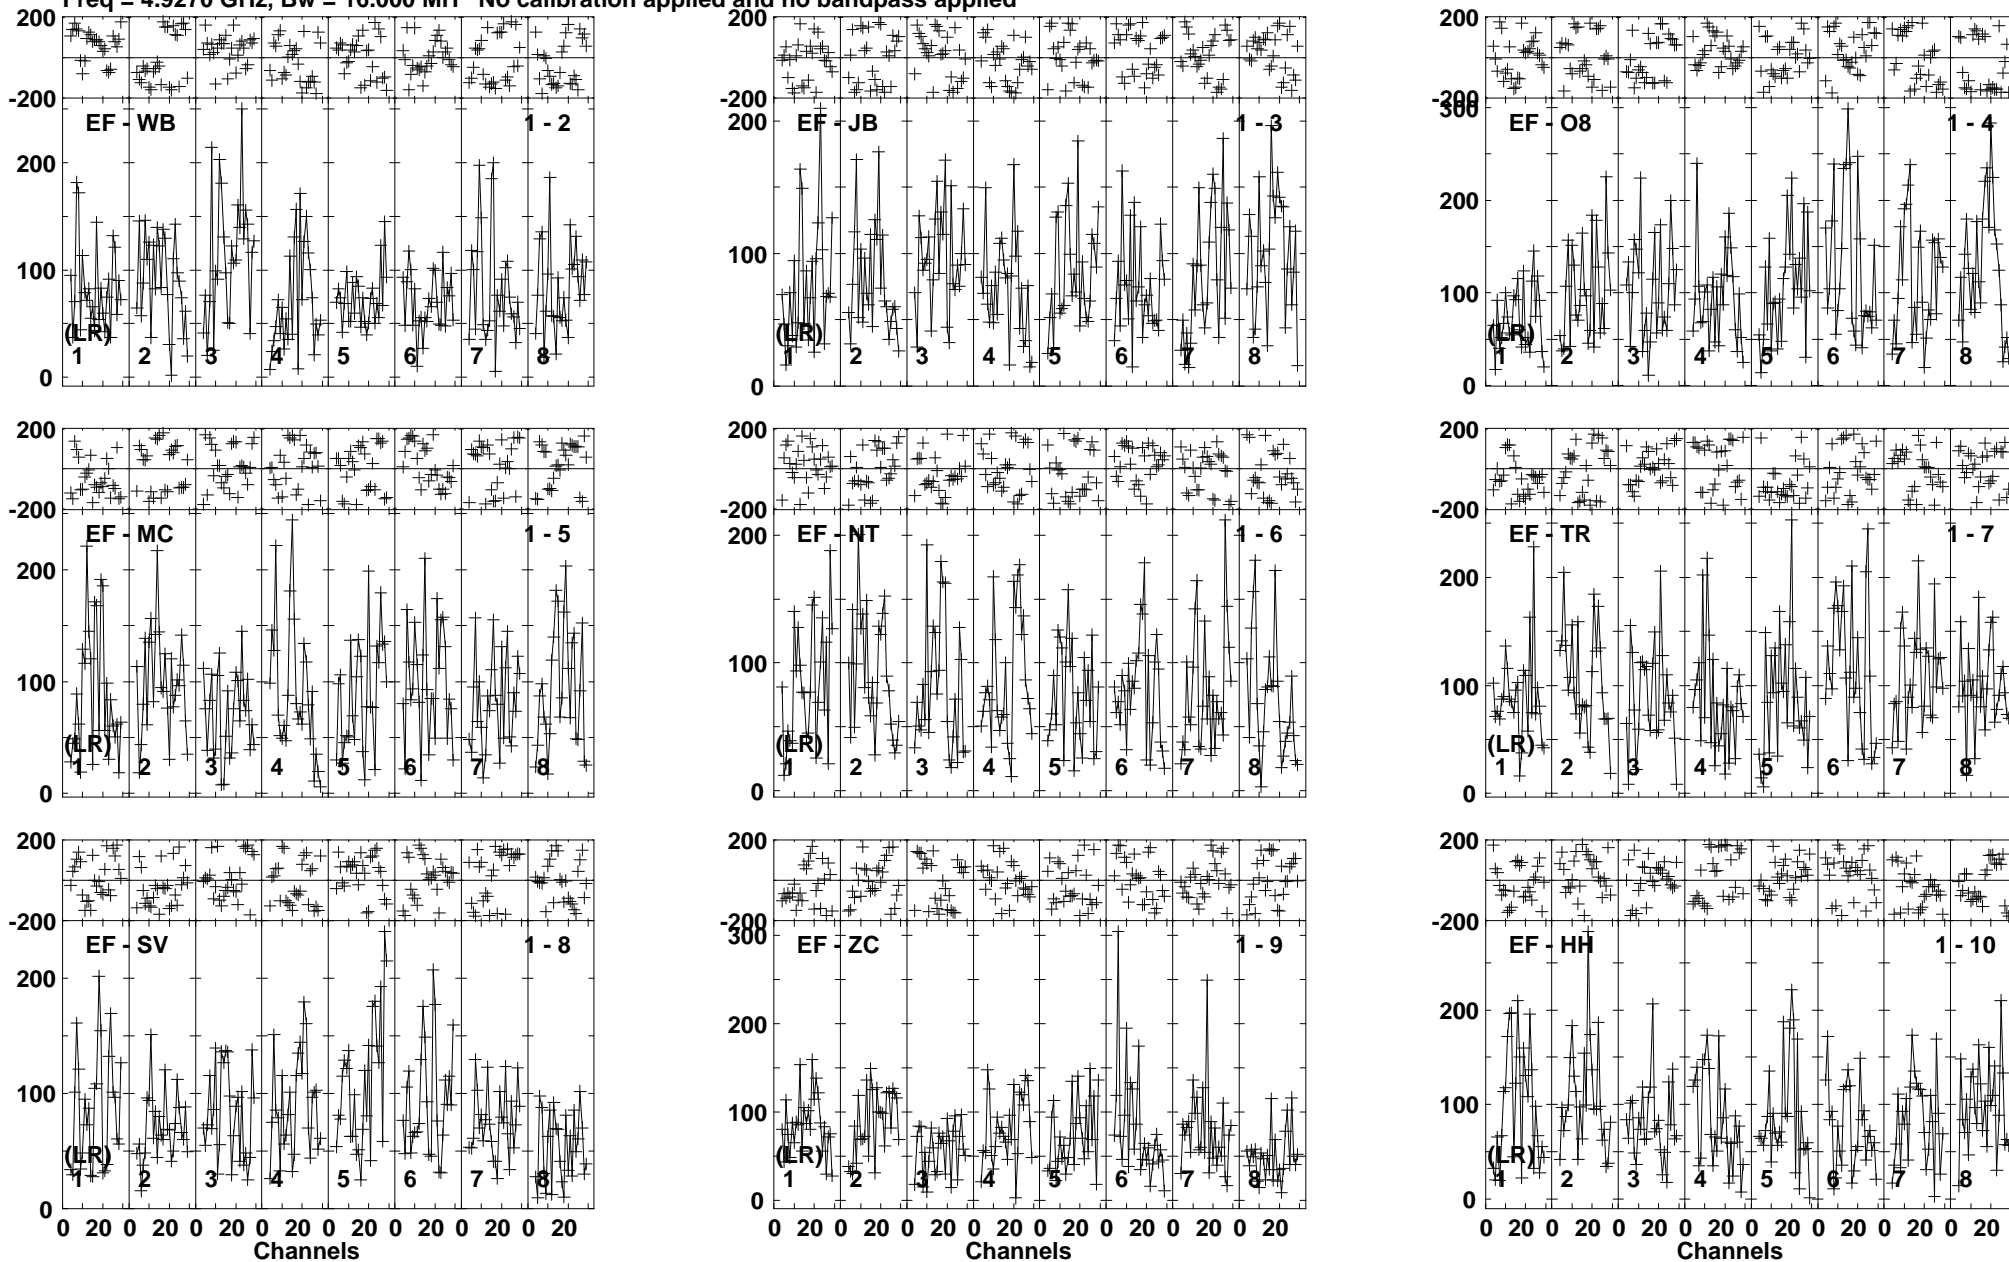 Freq = 4.9270 GHz, Bw = 16.000 MH No calibration applied and no bandpass applied
200 200 200
-200 -200 -200
300
EF - WB 1 - 2 EF - JB 1 - 3 EF - O8 1 - 4
200 200 200
100 100 100
(LR) (LR) (LR)
1 2 3 4 5 6 7 8 1 2 3 4 5 6 7 8 1 2 3 4 5 6 7 8
0 0 0
200 200 200
-200 -200 -200
EF - MC 1 - 5 EF - NT 1 - 6 EF - TR 1 - 7
200 200 200
100 100 100
(LR) (LR) (LR)
1 2 3 4 5 6 7 8 1 2 3 4 5 6 7 8 1 2 3 4 5 6 7 8
0 0 0
200 200 200
-200 -200 -200
300
EF - SV 1 - 8 EF - ZC 1 - 9 EF - HH 1 - 10
200 200 200
100 100 100
(LR) (LR) (LR)
1 2 3 4 5 6 7 8 1 2 3 4 5 6 7 8 1 2 3 4 5 6 7 8
0 0 0
0 20 0 20 0 20 0 20 0 20 0 20 0 20 0 20 0 20 0 20 0 20 0 20 0 20 0 20 0 20 0 20 0 20 0 20 0 20 0 20 0 20 0 20 0 20 0 20
Channels Channels Channels